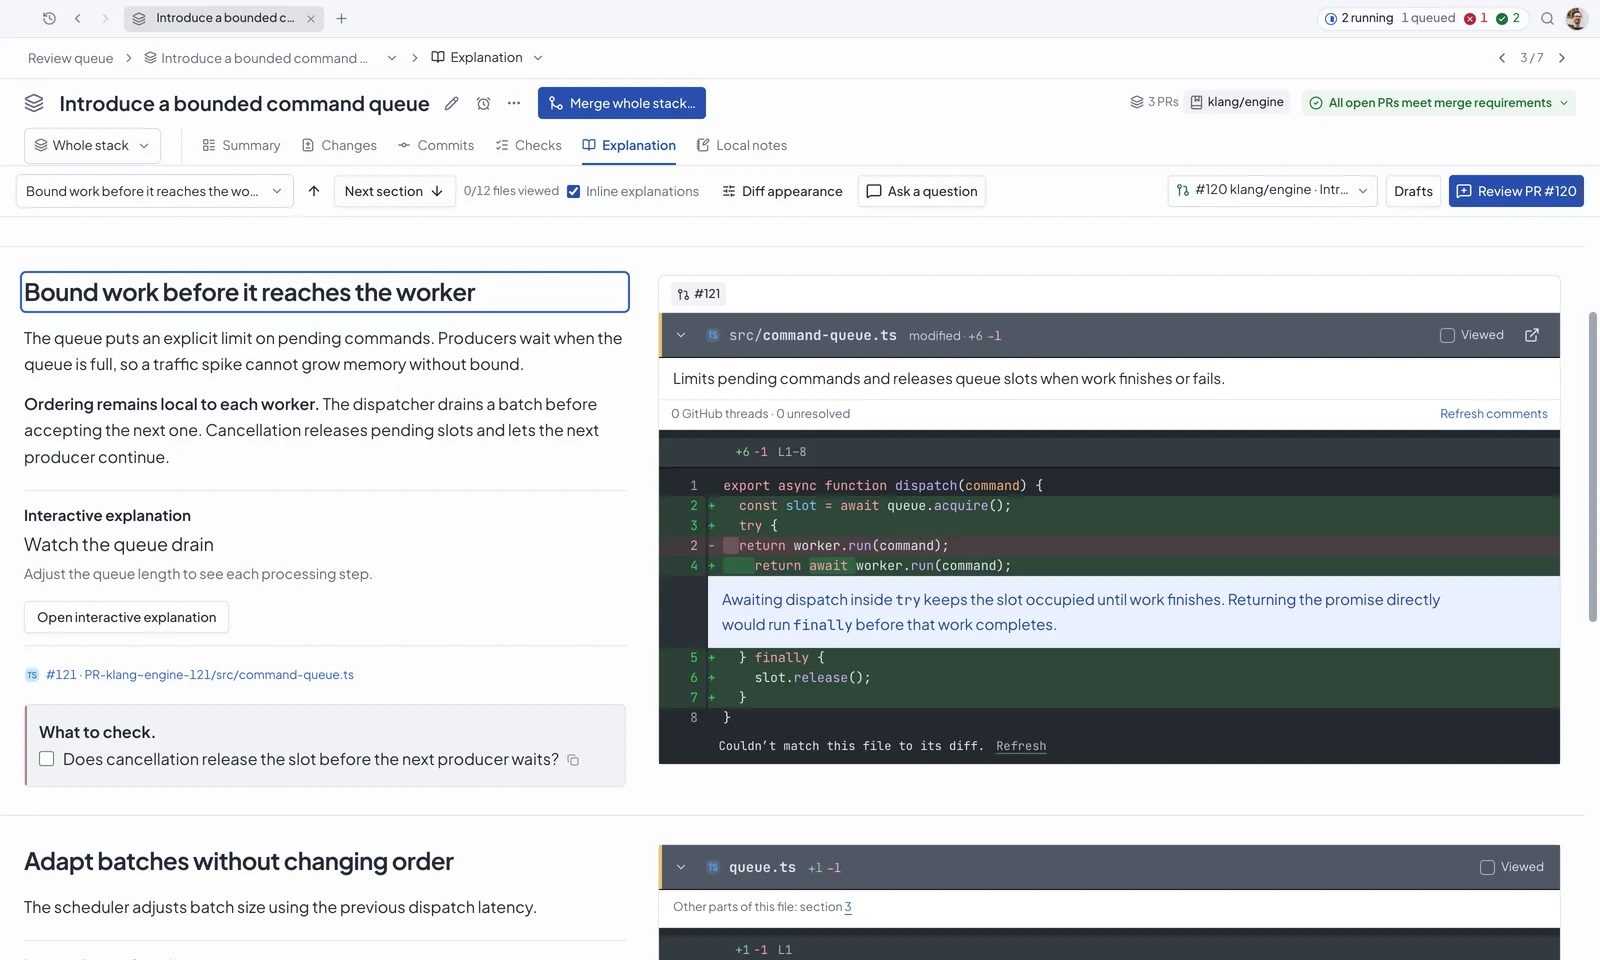 Introduce a bounded c...
2 running 1 queued 1 2
Review queue
Introduce a bounded command ...
Explanation
3/7
Introduce a bounded command queue
Merge whole stack...
3 PRs
klang/engine
All open PRs meet merge requirements
Whole stack
Summary
Changes
Commits
Checks
Explanation
Local notes
Bound work before it reaches the wo...
Next section
0/12 files viewed
Inline explanations
Diff appearance
Ask a question
#120 klang/engine · Intr...
Drafts
Review PR #120
Bound work before it reaches the worker
The queue puts an explicit limit on pending commands. Producers wait when the
queue is full, so a traffic spike cannot grow memory without bound.
Ordering remains local to each worker. The dispatcher drains a batch before
accepting the next one. Cancellation releases pending slots and lets the next
producer continue.
Interactive explanation
Watch the queue drain
Adjust the queue length to see each processing step.
Open interactive explanation
TS #121 · PR-klang~engine-121/src/command-queue.ts
What to check.
Does cancellation release the slot before the next producer waits?
#121
TS src/command-queue.ts modified · +6 −1
Viewed
Limits pending commands and releases queue slots when work finishes or fails.
0 GitHub threads · 0 unresolved
Refresh comments
+6 -1 L1–8
1 export async function dispatch(command) {
2 + const slot = await queue.acquire();
3 + try {
2 - return worker.run(command);
4 + return await worker.run(command);
Awaiting dispatch inside try keeps the slot occupied until work finishes. Returning the promise directly
would run finally before that work completes.
5 + } finally {
6 + slot.release();
7 + }
8 }
Couldn't match this file to its diff. Refresh
Adapt batches without changing order
The scheduler adjusts batch size using the previous dispatch latency.
TS queue.ts +1 −1
Viewed
Other parts of this file: section 3
+1 -1 L1